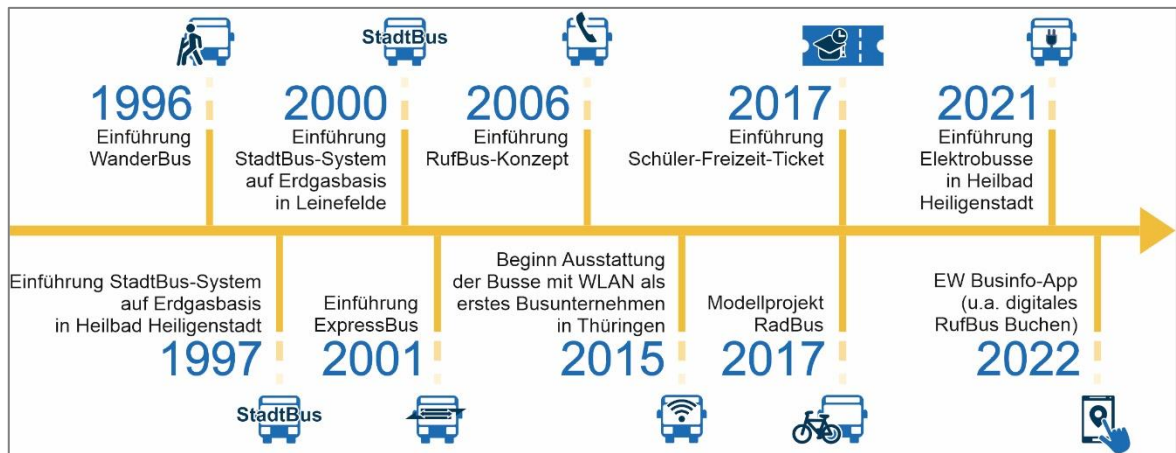 StadtBus
1996
Einführung
WanderBus
2000
Einführung
StadtBus-System
auf Erdgasbasis
in Leinefelde
2006
Einführung
RufBus-Konzept
2017
Einführung
Schüler-Freizeit-Ticket
2021
Einführung
Elektrobusse
in Heilbad
Heiligenstadt
Einführung StadtBus-System
auf Erdgasbasis
in Heilbad Heiligenstadt
1997
StadtBus
Einführung
ExpressBus
2001
Beginn Ausstattung
der Busse mit WLAN als
erstes Busunternehmen
in Thüringen
2015
Modellprojekt
RadBus
2017
EW Businfo-App
(u.a. digitales
RufBus Buchen)
2022